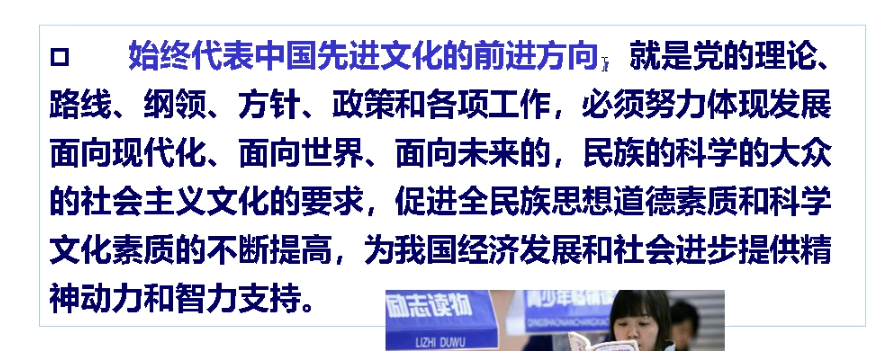 始终代表中国先进文化的前进方向，就是党的理论、
路线、纲领、方针、政策和各项工作，必须努力体现发展
面向现代化、面向世界、面向未来的，民族的科学的大众
的社会主义文化的要求，促进全民族思想道德素质和科学
文化素质的不断提高，为我国经济发展和社会进步提供精
神动力和智力支持。
励志读物
LIZHI DUWU
青少年畅销读